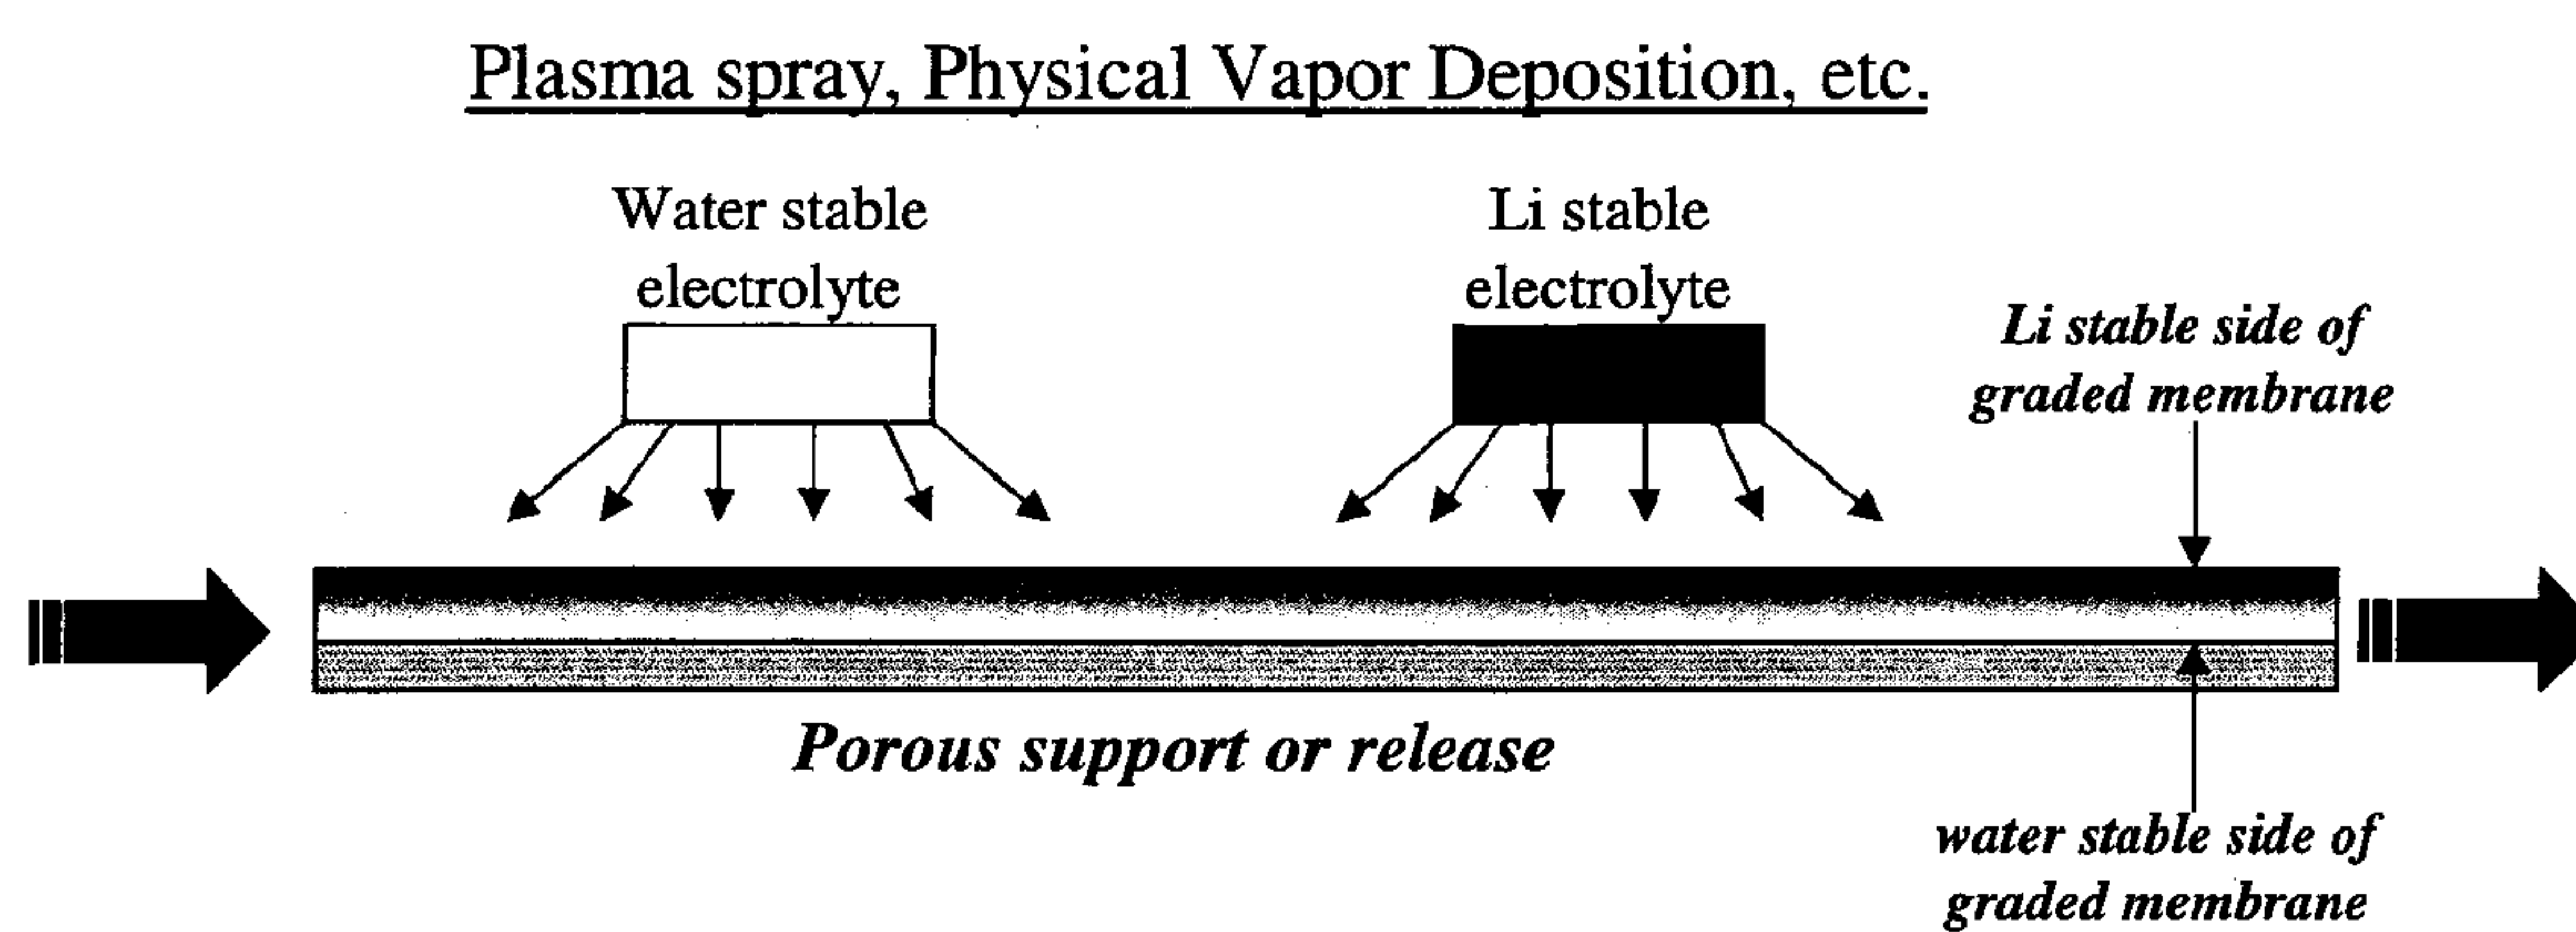 Plasma spray, Physical Vapor Deposition, etc.
Water stable
electrolyte
Li stable
electrolyte
Li stable side of
graded membrane
Porous support or release
water stable side of
graded membrane